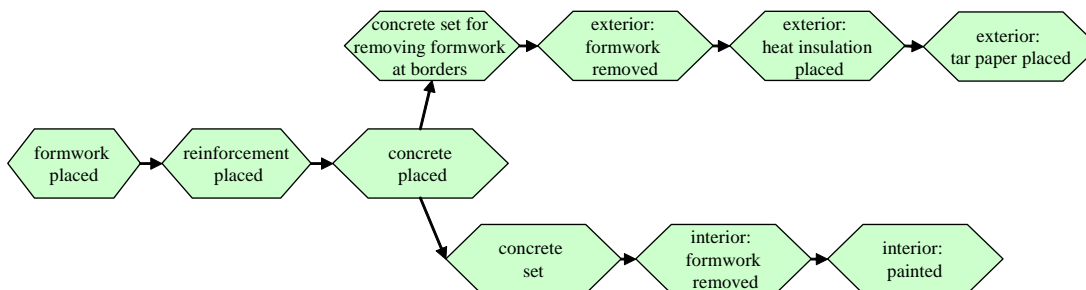 concrete set for
removing formwork
at borders
exterior:
formwork
removed
exterior:
heat insulation
placed
exterior:
tar paper placed
formwork
placed
reinforcement
placed
concrete
placed
concrete
set
interior:
formwork
removed
interior:
painted